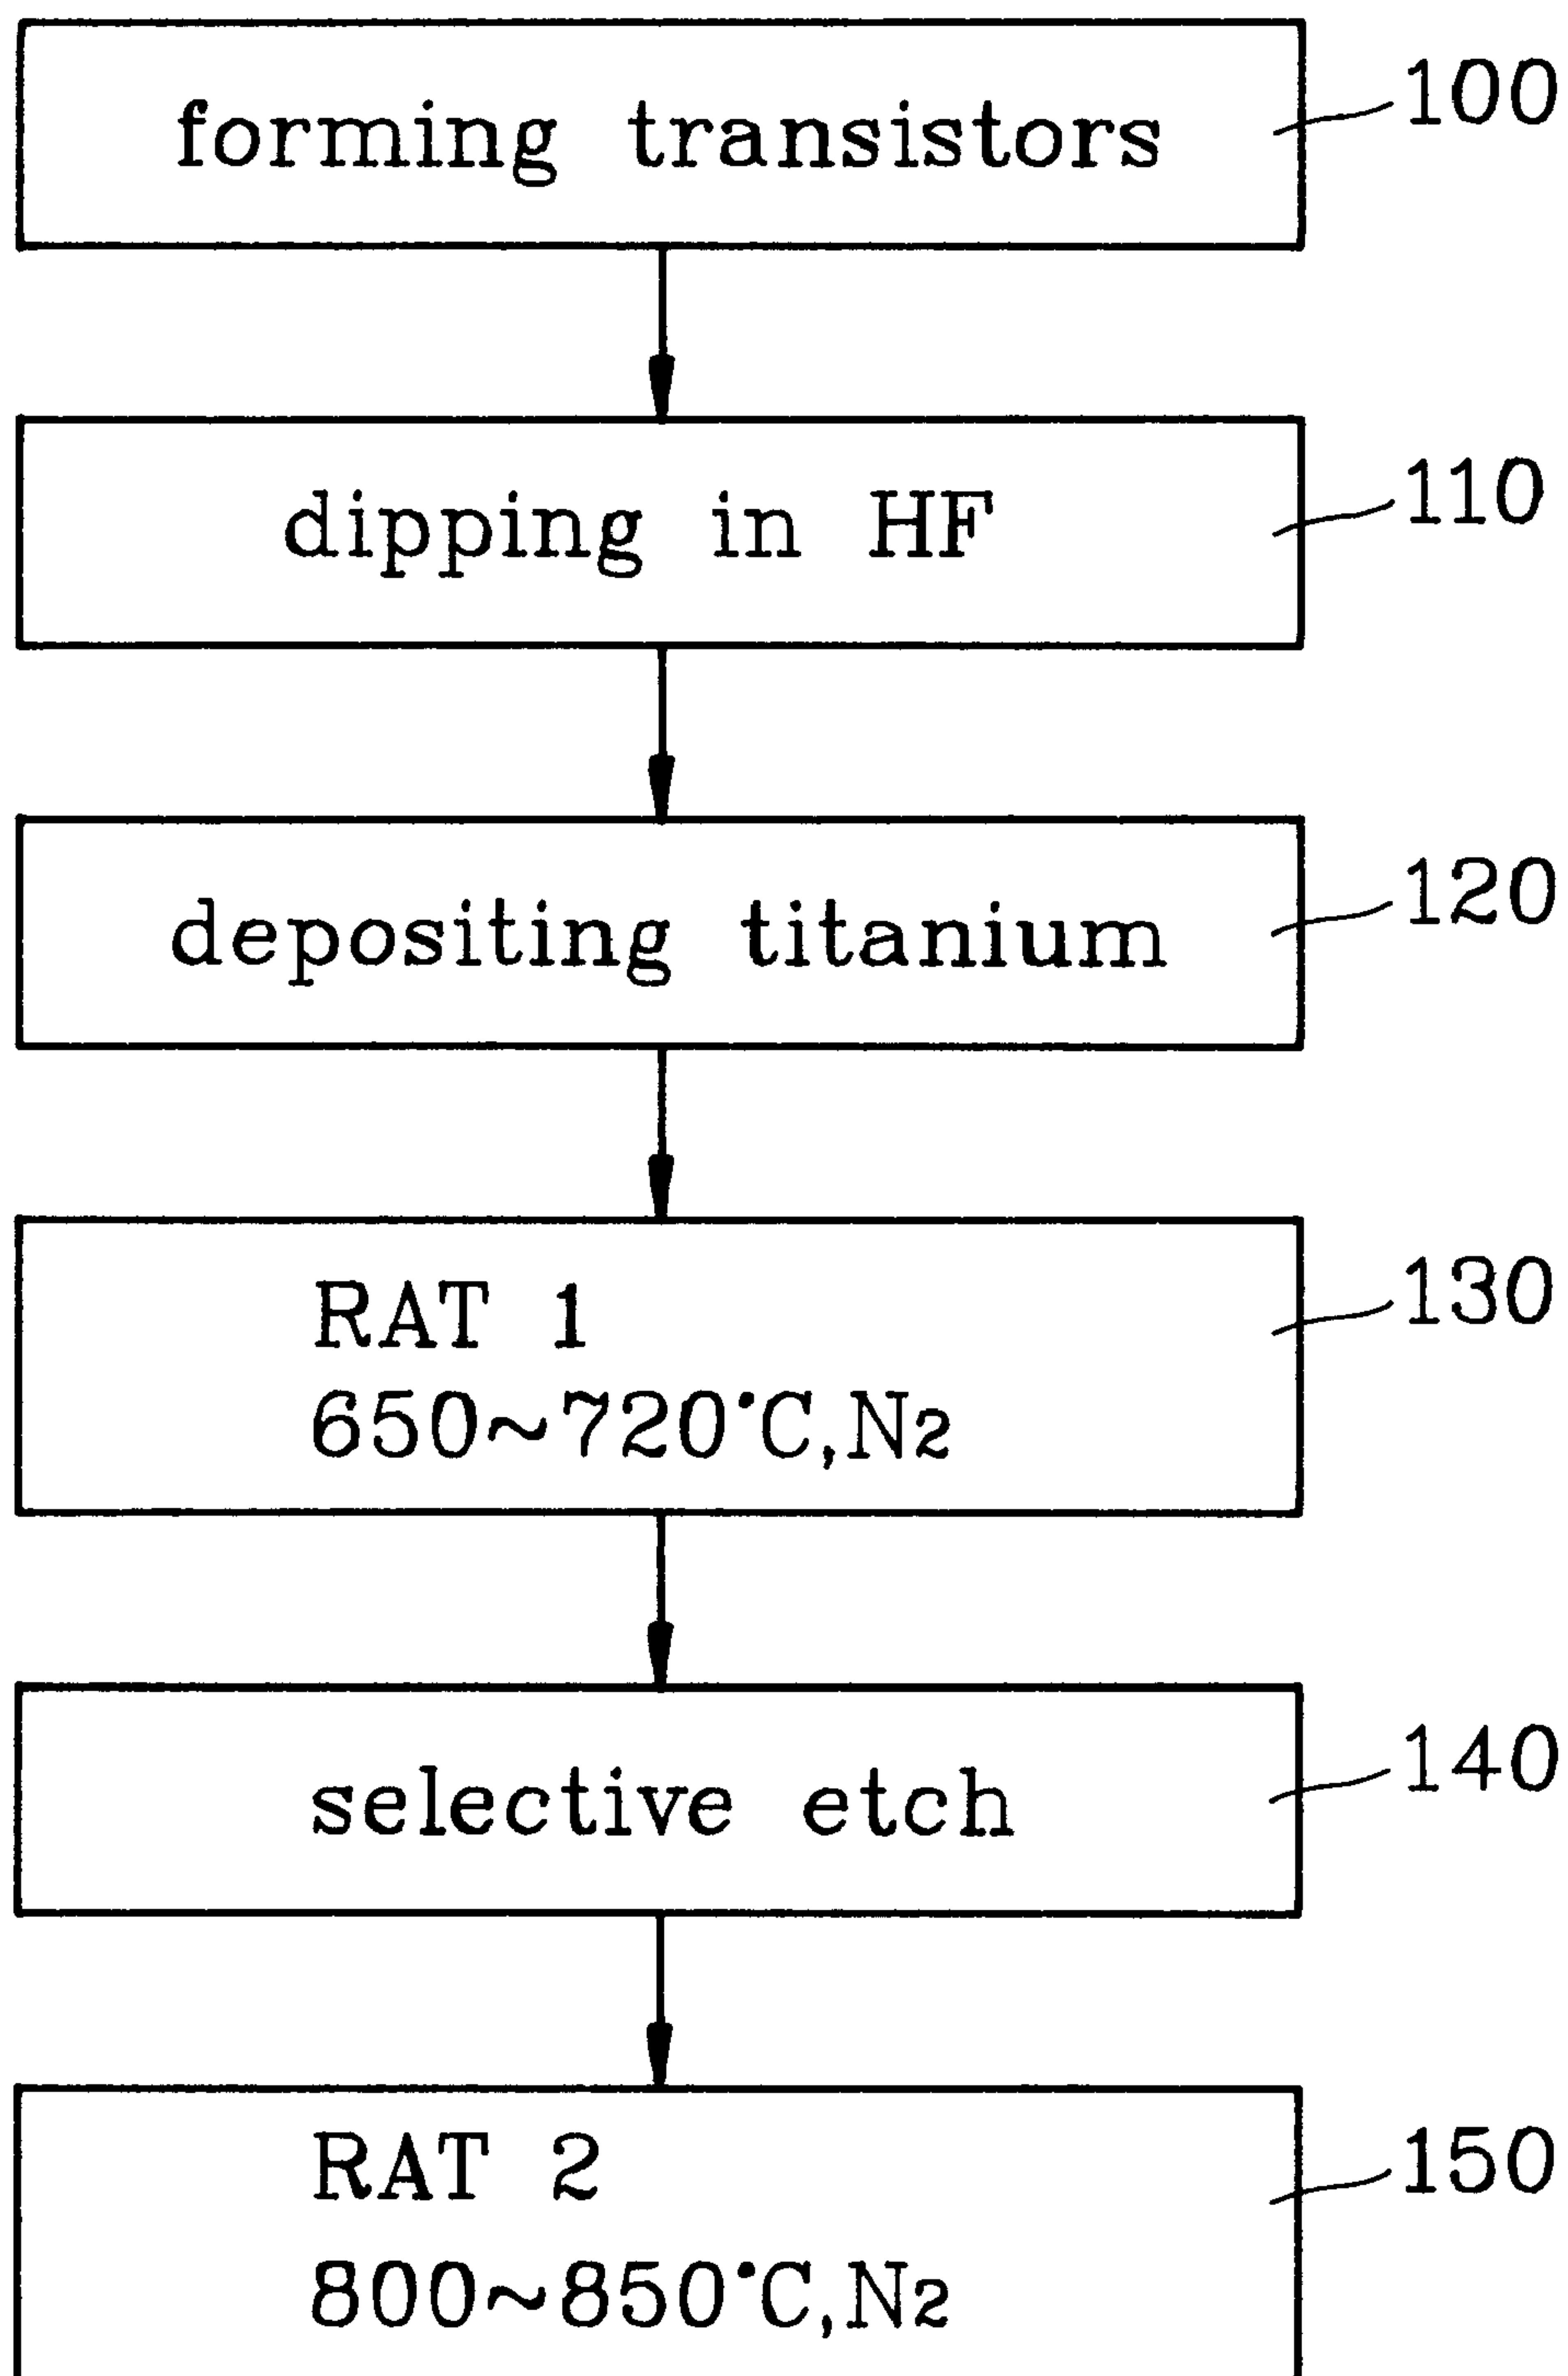 forming transistors
100
dipping in HF
110
depositing titanium
120
RAT 1
130
650~720°C,N2
selective etch
140
RAT 2
150
800~850°C,N2